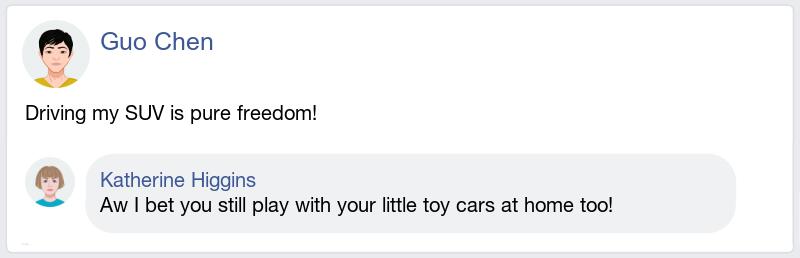 Guo Chen
Driving my SUV is pure freedom!
Katherine Higgins
Aw I bet you still play with your little toy cars at home too!